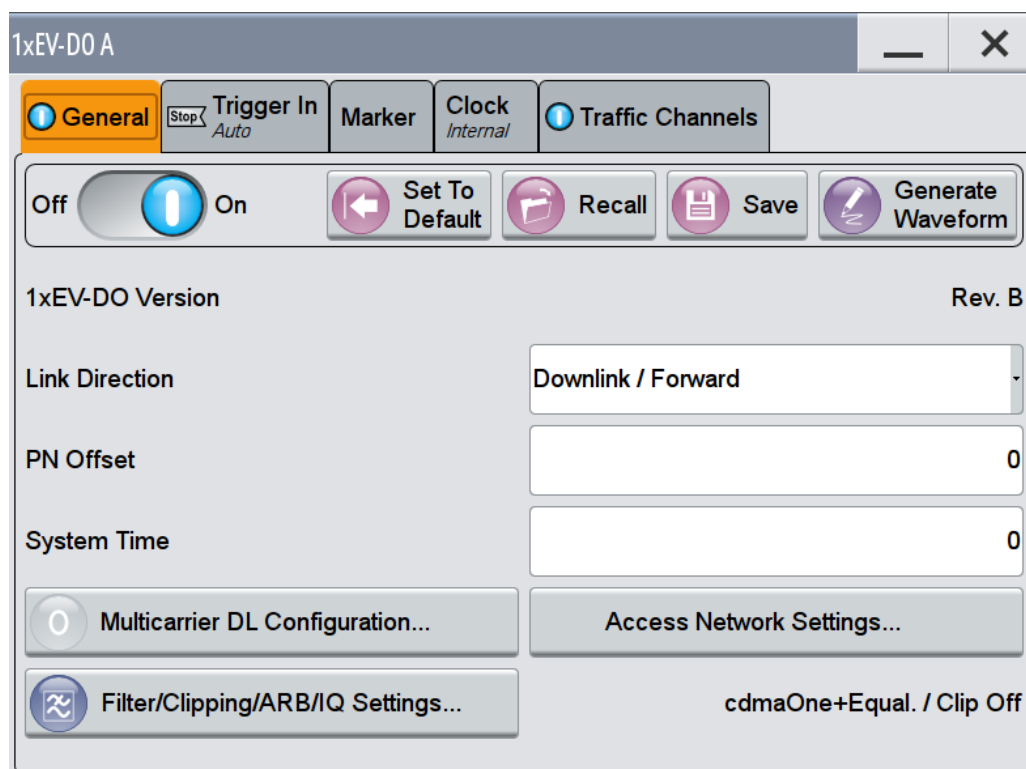 1xEV-DO A
General
Stop
Trigger In
Auto
Marker
Clock
Internal
Traffic Channels
Off
On
Set To
Default
Recall
Save
Generate
Waveform
1xEV-DO Version
Rev. B
Link Direction
Downlink / Forward
PN Offset
0
System Time
0
Multicarrier DL Configuration...
Access Network Settings...
Filter/Clipping/ARB/IQ Settings...
cdmaOne+Equal. / Clip Off